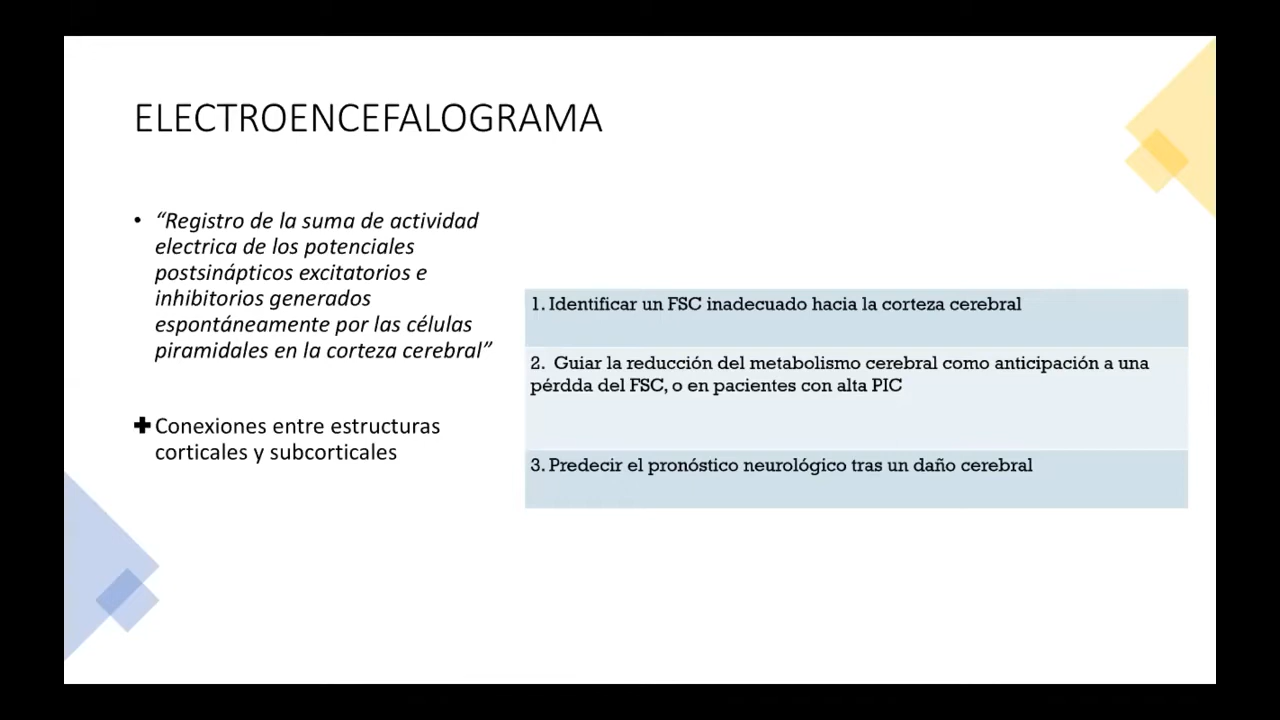 ELECTROENCEFALOGRAMA
• “Registro de la suma de actividad
electrica de los potenciales
postsinápticos excitatorios e
inhibitorios generados
espontáneamente por las células
piramidales en la corteza cerebral”
✚ Conexiones entre estructuras
corticales y subcorticales
1. Identificar un FSC inadecuado hacia la corteza cerebral
2. Guiar la reducción del metabolismo cerebral como anticipación a una
pérdda del FSC, o en pacientes con alta PIC
3. Predecir el pronóstico neurológico tras un daño cerebral